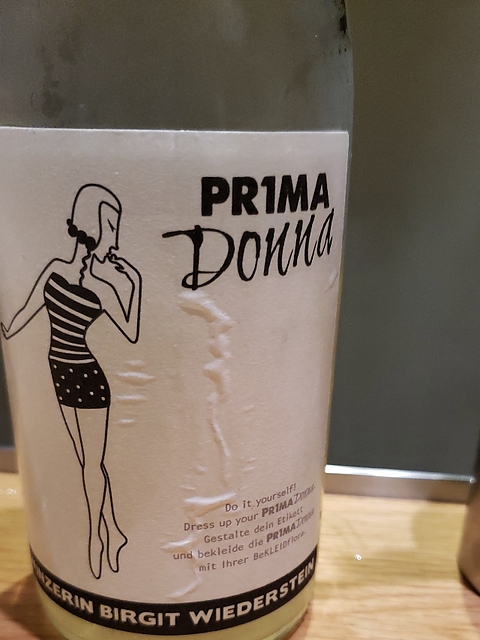 PR1MA
Donna
Do it yourself!
Dress up your PR1MADONNA.
Gestalte dein Etikett
und bekleide die PR1MADONNA
mit Ihrer BeKLEIDflora.
NZERIN BIRGIT WIEDERSTEIN